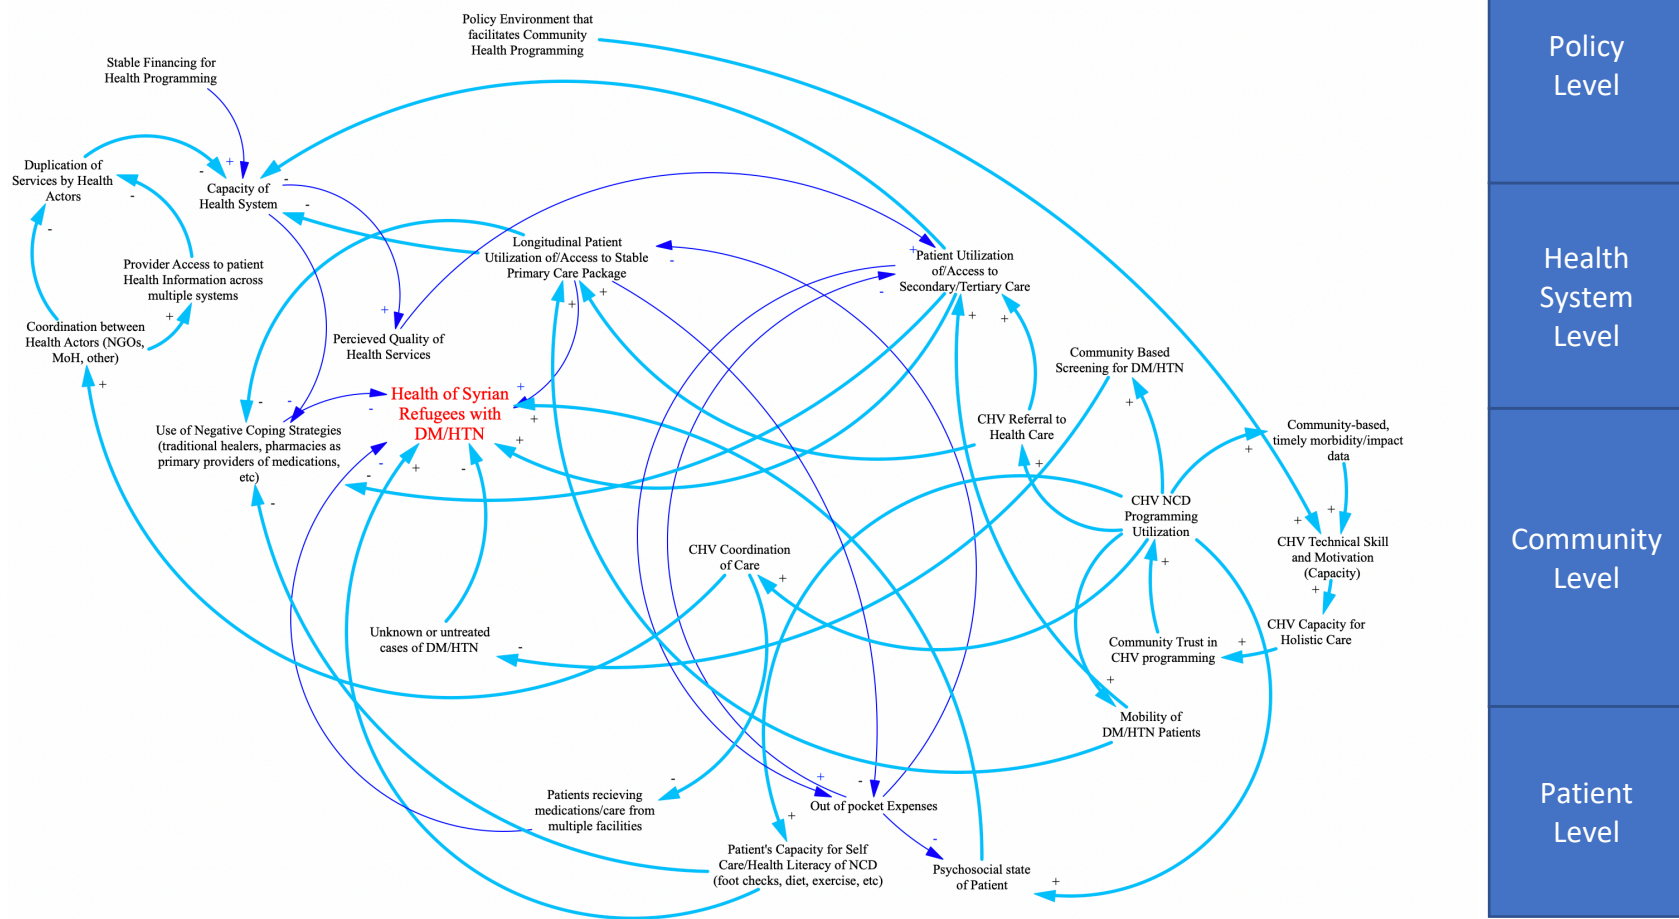 Policy Environment that
facilitates Community
Health Programming
Stable Financing for
Health Programming
Duplication of
Services by Health
Actors
Capacity of
Health System
Provider Access to patient
Health Information across
multiple systems
Coordination between
Health Actors (NGOs,
MoH, other)
Percieved Quality of
Health Services
Longitudinal Patient
Utilization of/Access to Stable
Primary Care Package
Patient Utilization
of/Access to
Secondary/Tertiary Care
Health of Syrian
Refugees with
DM/HTN
Use of Negative Coping Strategies
(traditional healers, pharmacies as
primary providers of medications,
etc)
Community Based
Screening for DM/HTN
CHV Referral to
Health Care
Community-based,
timely morbidity/impact
data
CHV NCD
Programming
Utilization
CHV Technical Skill
and Motivation
(Capacity)
CHV Coordination
of Care
CHV Capacity for
Holistic Care
Community Trust in
CHV programming
Unknown or untreated
cases of DM/HTN
Mobility of
DM/HTN Patients
Patients recieving
medications/care from
multiple facilities
Out of pocket Expenses
Patient's Capacity for Self
Care/Health Literacy of NCD
(foot checks, diet, exercise, etc)
Psychosocial state
of Patient
Policy
Level
Health
System
Level
Community
Level
Patient
Level